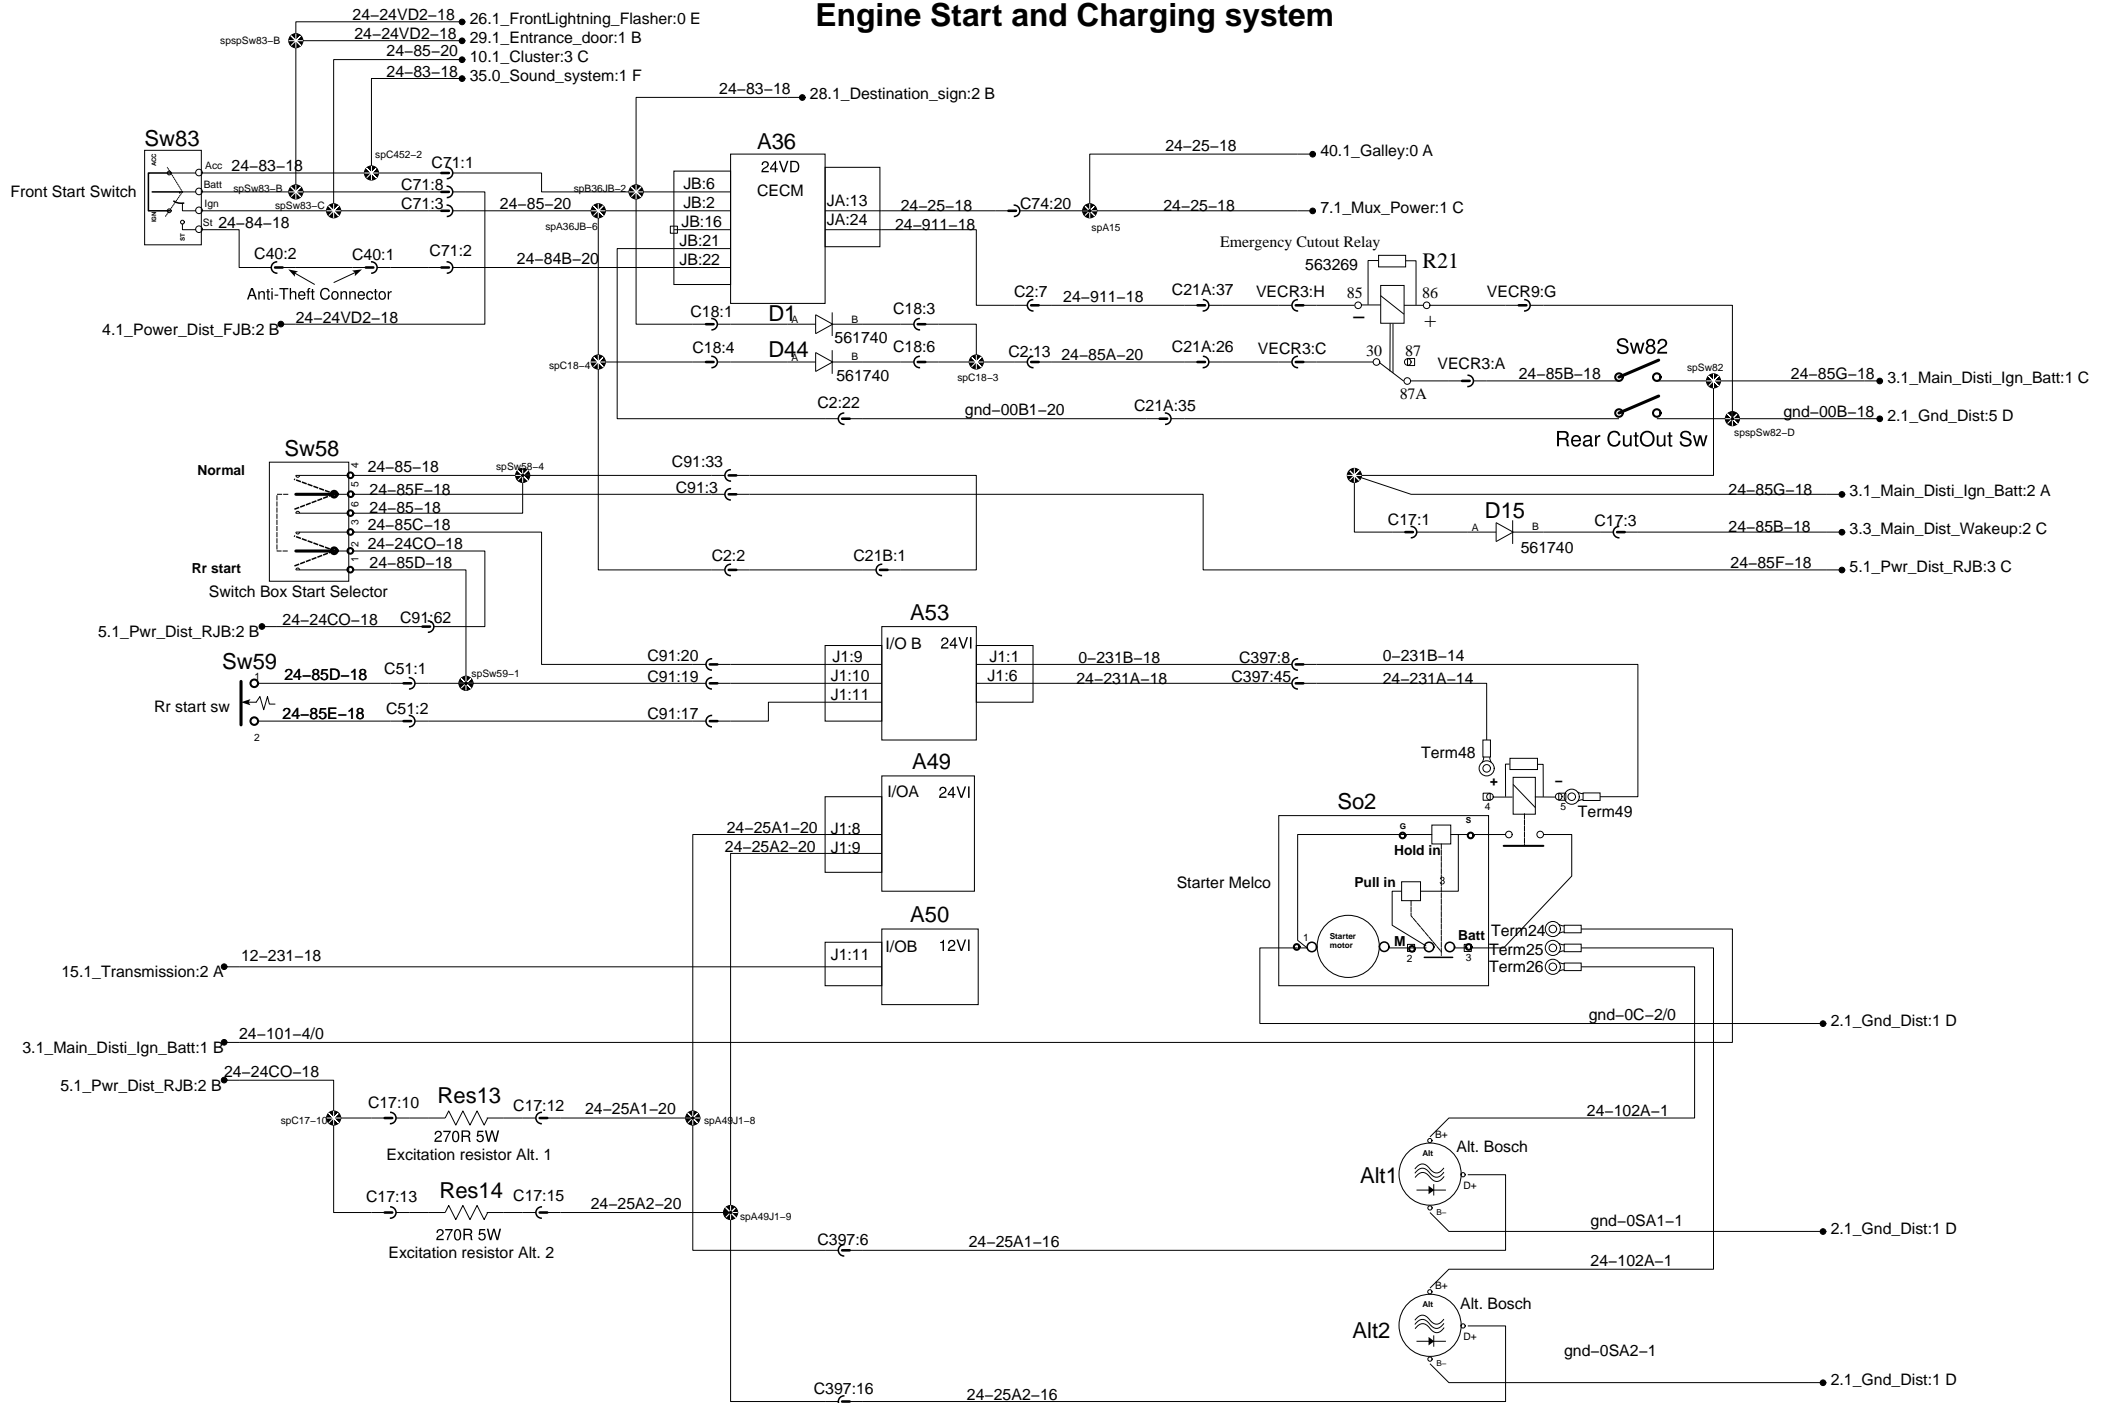 Engine Start and Charging system
24−24VD2−18 26.1_FrontLightning_Flasher:0 E
spspSw83−B 24−24VD2−18 29.1_Entrance_door:1 B
24−85−20 10.1_Cluster:3 C
24−83−18 35.0_Sound_system:1 F
24−83−18 28.1_Destination_sign:2 B
Sw83
Front Start Switch
ACC
IGN
ST
Acc 24−83−18 spC452−2 C71:1
Batt spSw83−B C71:8 spB36JB−2
Ign spSw83−C C71:3 24−85−20 spA36JB−6
St 24−84−18
C40:2 C40:1 C71:2 24−84B−20
Anti-Theft Connector
4.1_Power_Dist_FJB:2 B 24−24VD2−18
A36
24VD
CECM
JB:6
JB:2
JB:16
JB:21
JB:22
JA:13
JA:24
24−25−18 C74:20 spA15
24−911−18
24−25−18 40.1_Galley:0 A
24−25−18 7.1_Mux_Power:1 C
Emergency Cutout Relay
563269 R21
C2:7 24−911−18 C21A:37 VECR3:H 85 86 VECR9:G
− +
C18:1 D1 A B C18:3
561740
spC18−4 C18:4 D44 A B C18:6
561740
spC18−3 C2:13 24−85A−20 C21A:26 VECR3:C 30 87
87A VECR3:A 24−85B−18
Sw82
spSw82 24−85G−18 3.1_Main_Disti_Ign_Batt:1 C
C2:22 gnd−00B1−20 C21A:35
gnd−00B−18 2.1_Gnd_Dist:5 D
spspSw82−D
Rear CutOut Sw
24−85G−18 3.1_Main_Disti_Ign_Batt:2 A
C17:1 A D15 B C17:3 24−85B−18 3.3_Main_Dist_Wakeup:2 C
561740
24−85F−18 5.1_Pwr_Dist_RJB:3 C
Sw58
Normal
4 24−85−18 spSw58−4 C91:33
5 24−85F−18 C91:3
6 24−85−18
3 24−85C−18
2 24−24CO−18
1 24−85D−18
Rr start
Switch Box Start Selector
C2:2 C21B:1
5.1_Pwr_Dist_RJB:2 B 24−24CO−18 C91:62
Sw59
Rr start sw
1 24−85D−18 C51:1 spSw59−1
2 24−85E−18 C51:2
C91:20
C91:19
C91:17
A53
I/O B 24VI
J1:9
J1:10
J1:11
J1:1
J1:6
0−231B−18 C397:8 0−231B−14
24−231A−18 C397:45 24−231A−14
Term48
+ −
4 5
Term49
A49
I/OA 24VI
24−25A1−20 J1:8
24−25A2−20 J1:9
So2
Starter Melco
G S
Hold in
Pull in 3
1 Starter
motor
M 2
Batt 3
Term24
Term25
Term26
A50
I/OB 12VI
J1:11
15.1_Transmission:2 A 12−231−18
gnd−0C−2/0 2.1_Gnd_Dist:1 D
3.1_Main_Disti_Ign_Batt:1 B 24−101−4/0
5.1_Pwr_Dist_RJB:2 B 24−24CO−18
spC17−10 C17:10 Res13 C17:12 24−25A1−20 spA49J1−8
270R 5W
Excitation resistor Alt. 1
C17:13 Res14 C17:15 24−25A2−20 spA49J1−9
270R 5W
Excitation resistor Alt. 2
24−102A−1
Alt1 B+ Alt Alt. Bosch
D+
B−
gnd−0SA1−1 2.1_Gnd_Dist:1 D
C397:6 24−25A1−16
24−102A−1
Alt2 B+ Alt Alt. Bosch
D+
B−
gnd−0SA2−1
2.1_Gnd_Dist:1 D
C397:16 24−25A2−16